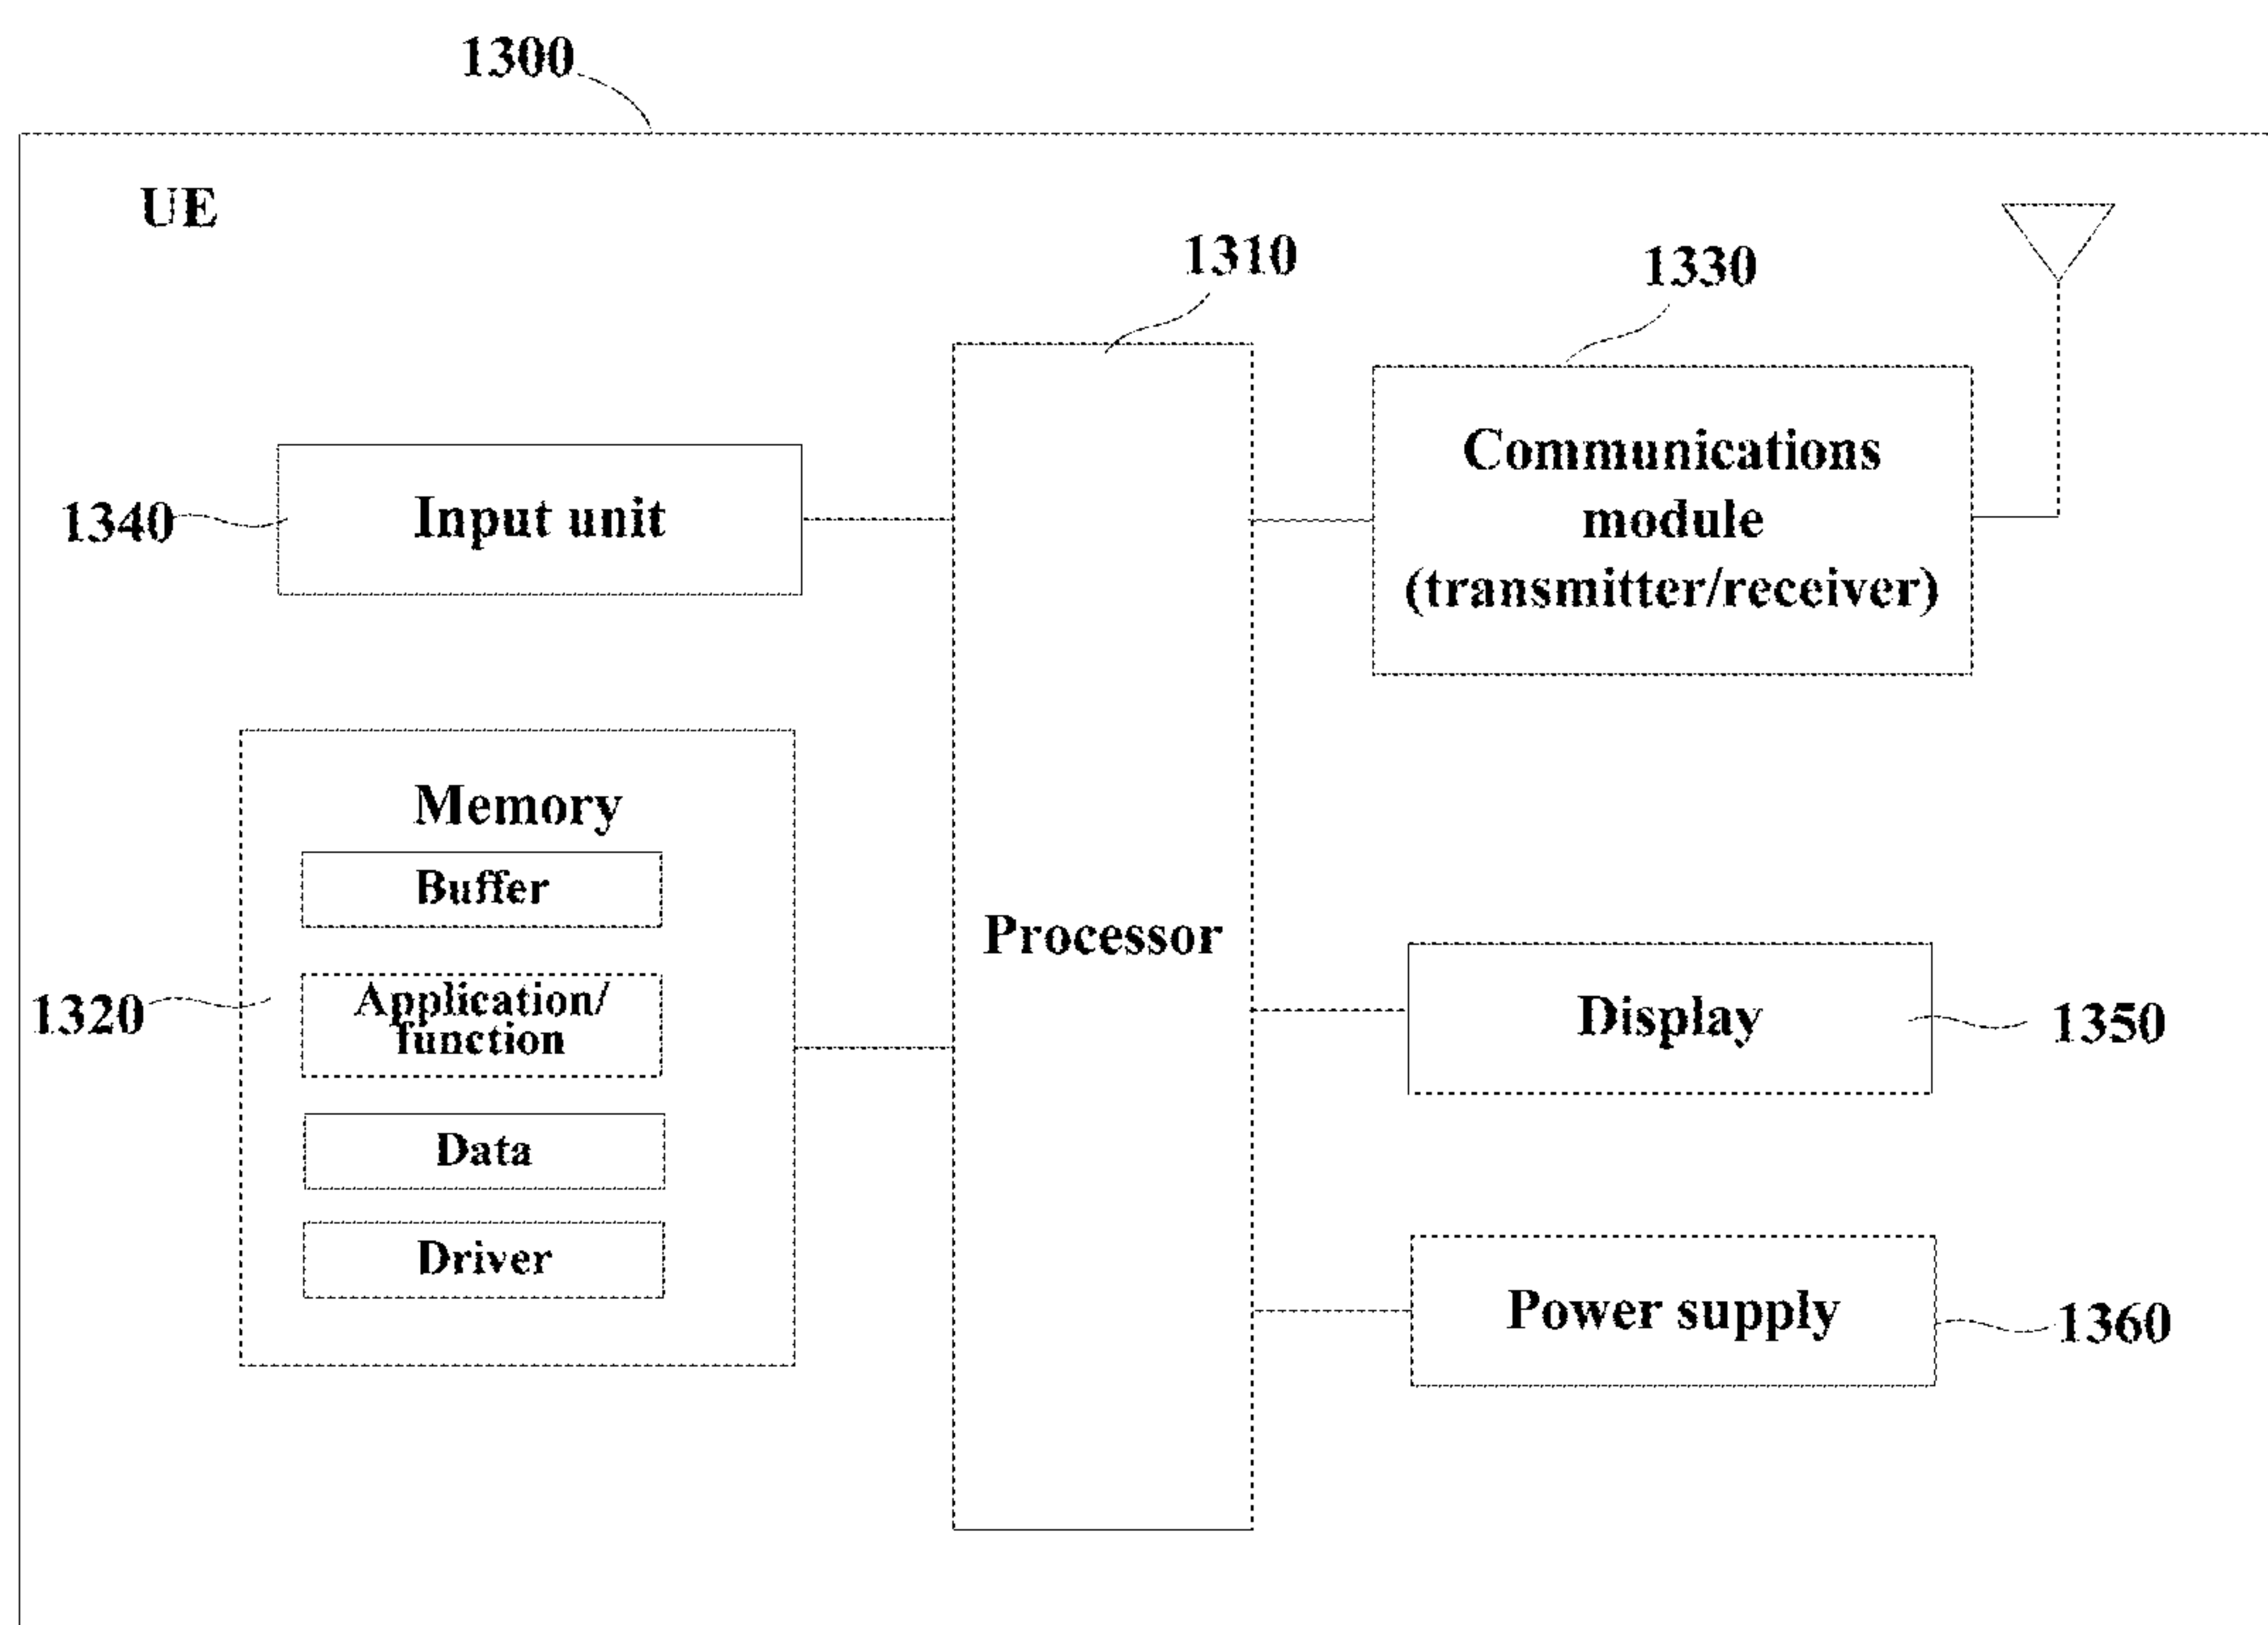 1300
UE
1310
1330
Communications
module
(transmitter/receiver)
1340
Input unit
Memory
Buffer
1320
Application/
function
Data
Driver
Processor
Display
1350
Power supply
1360